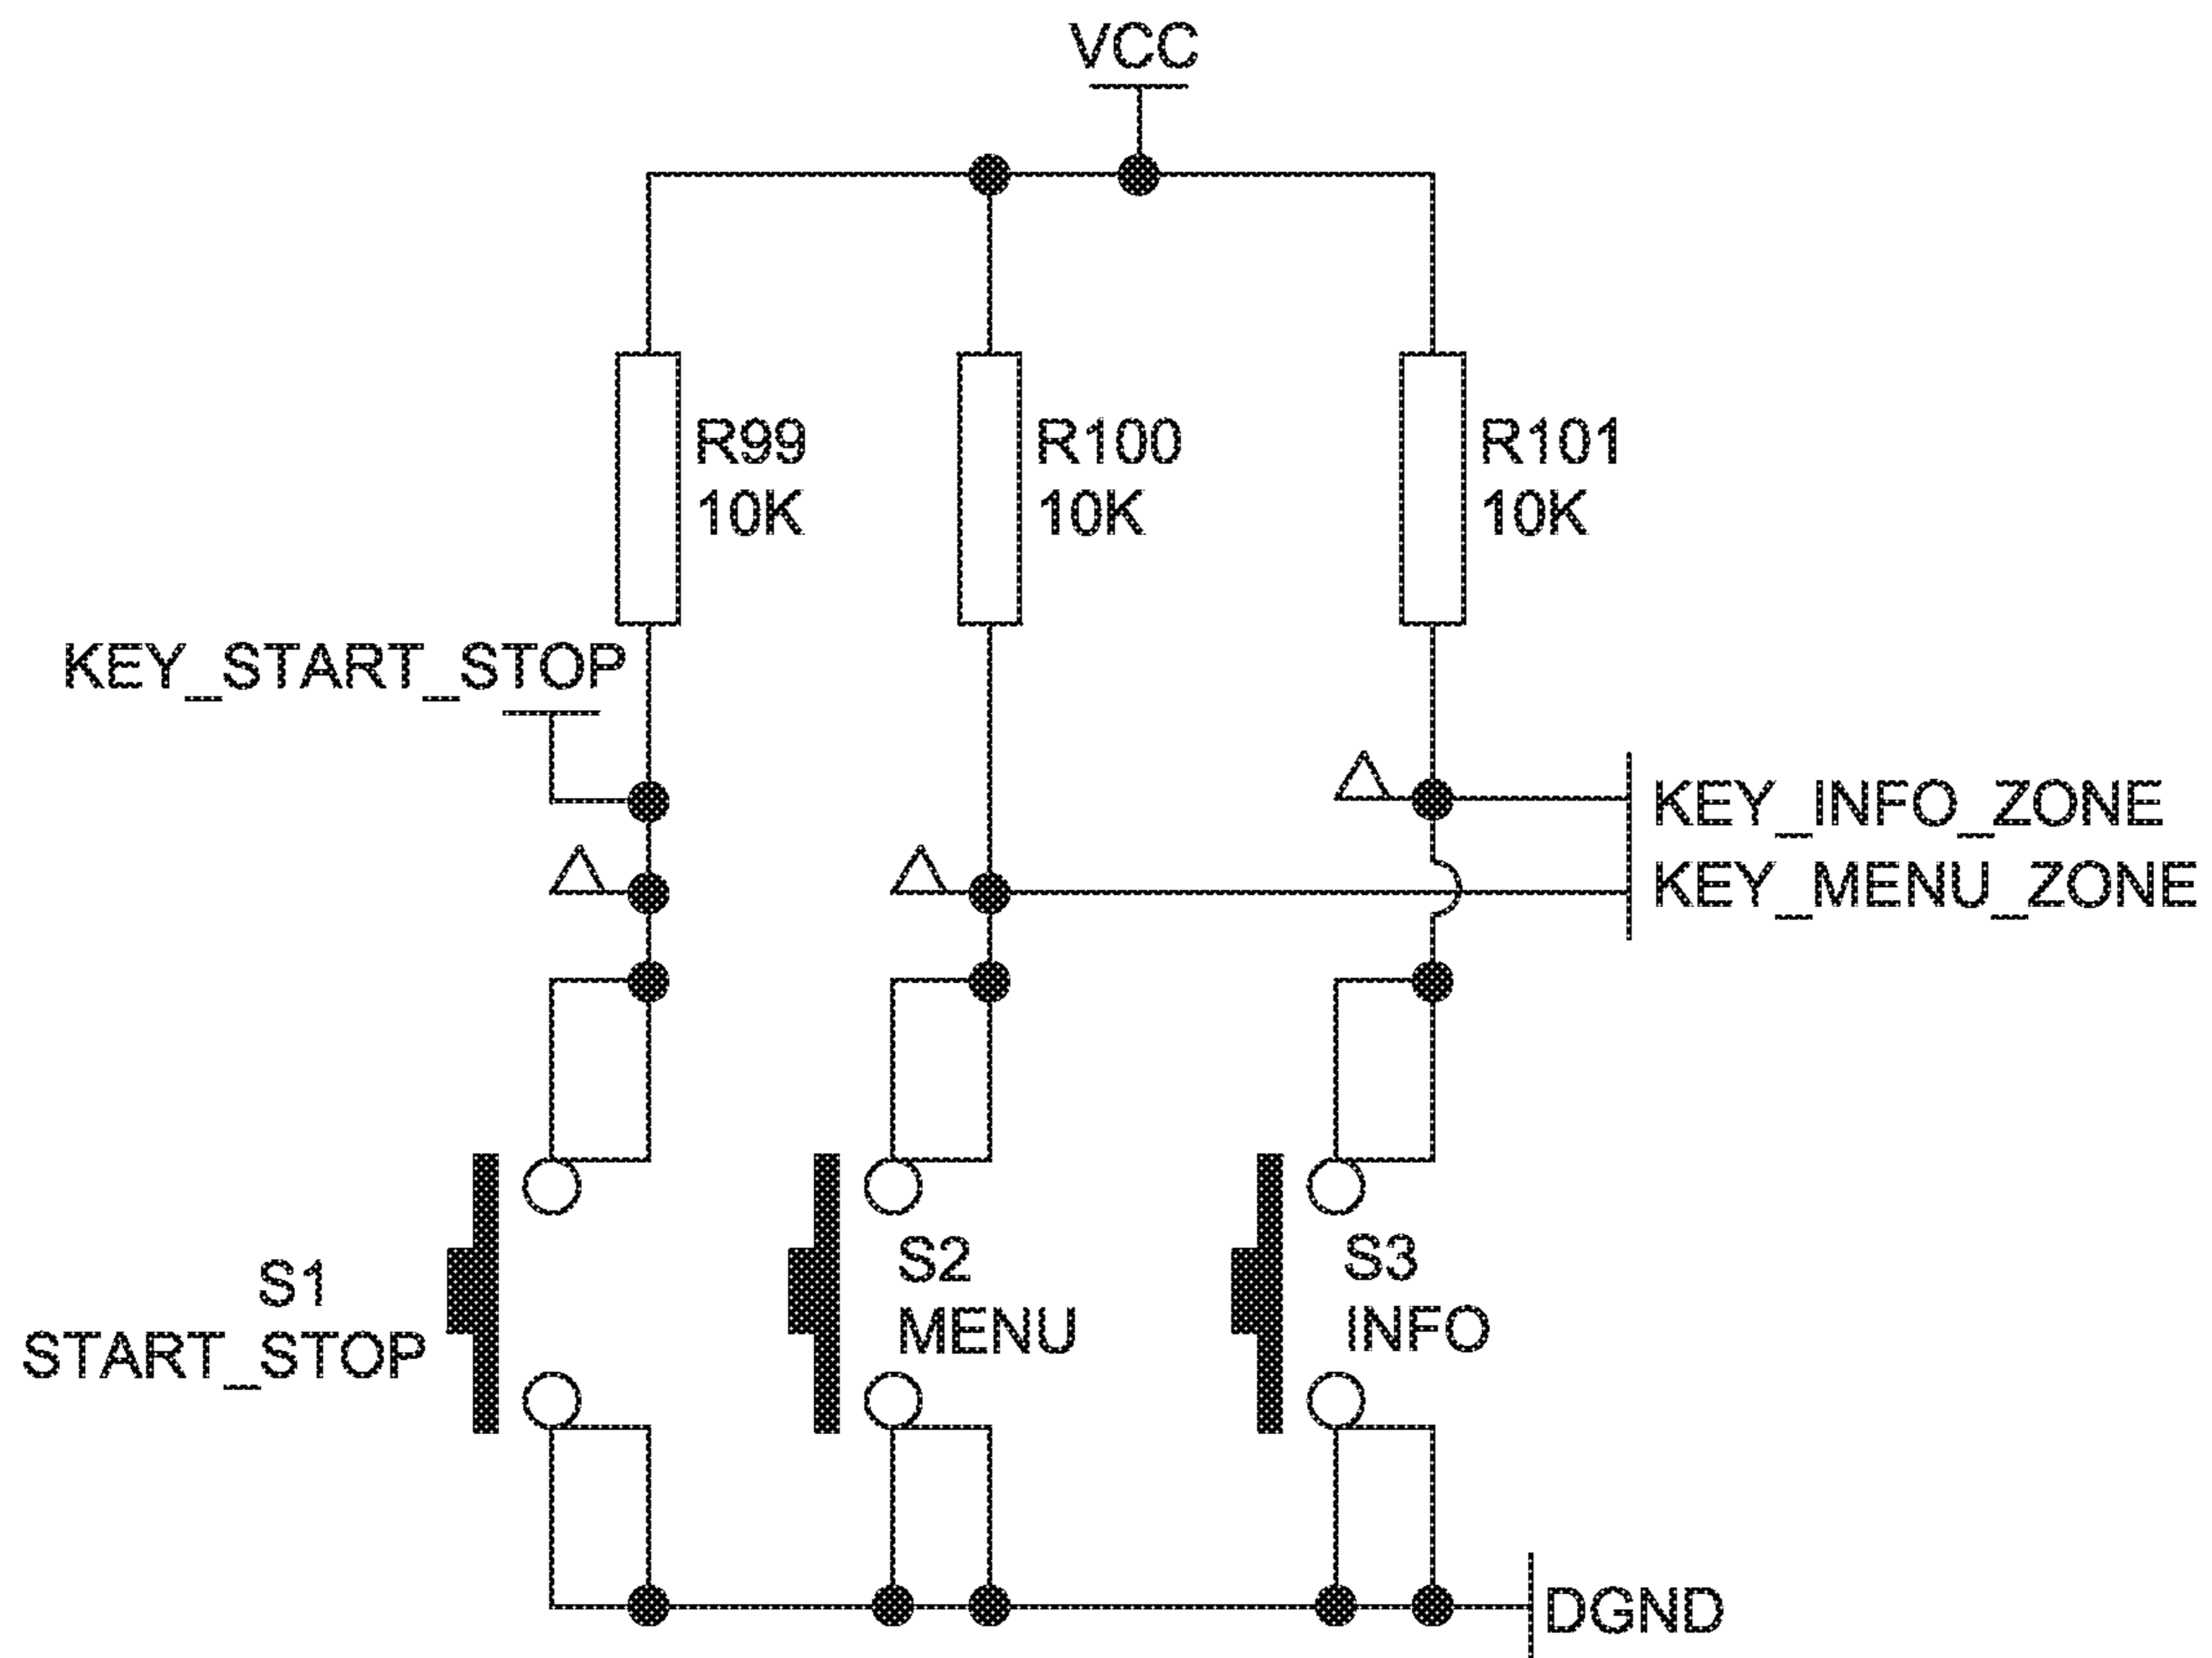 VCC
R99
10K
R100
10K
R101
10K
KEY_START_STOP
KEY_INFO_ZONE
KEY_MENU_ZONE
S1
START_STOP
S2
MENU
S3
INFO
DGND